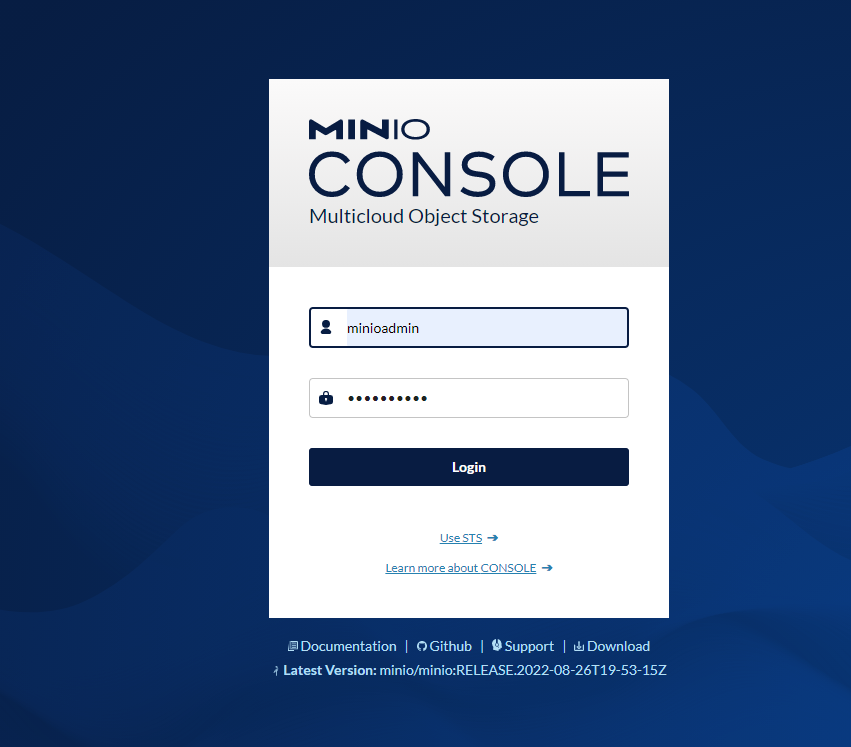 MINIO
CONSOLE
Multicloud Object Storage
minioadmin
••••••••••
Login
Use STS ➔
Learn more about CONSOLE ➔
Documentation | Github | Support | Download
Latest Version: minio/minio:RELEASE.2022-08-26T19-53-15Z